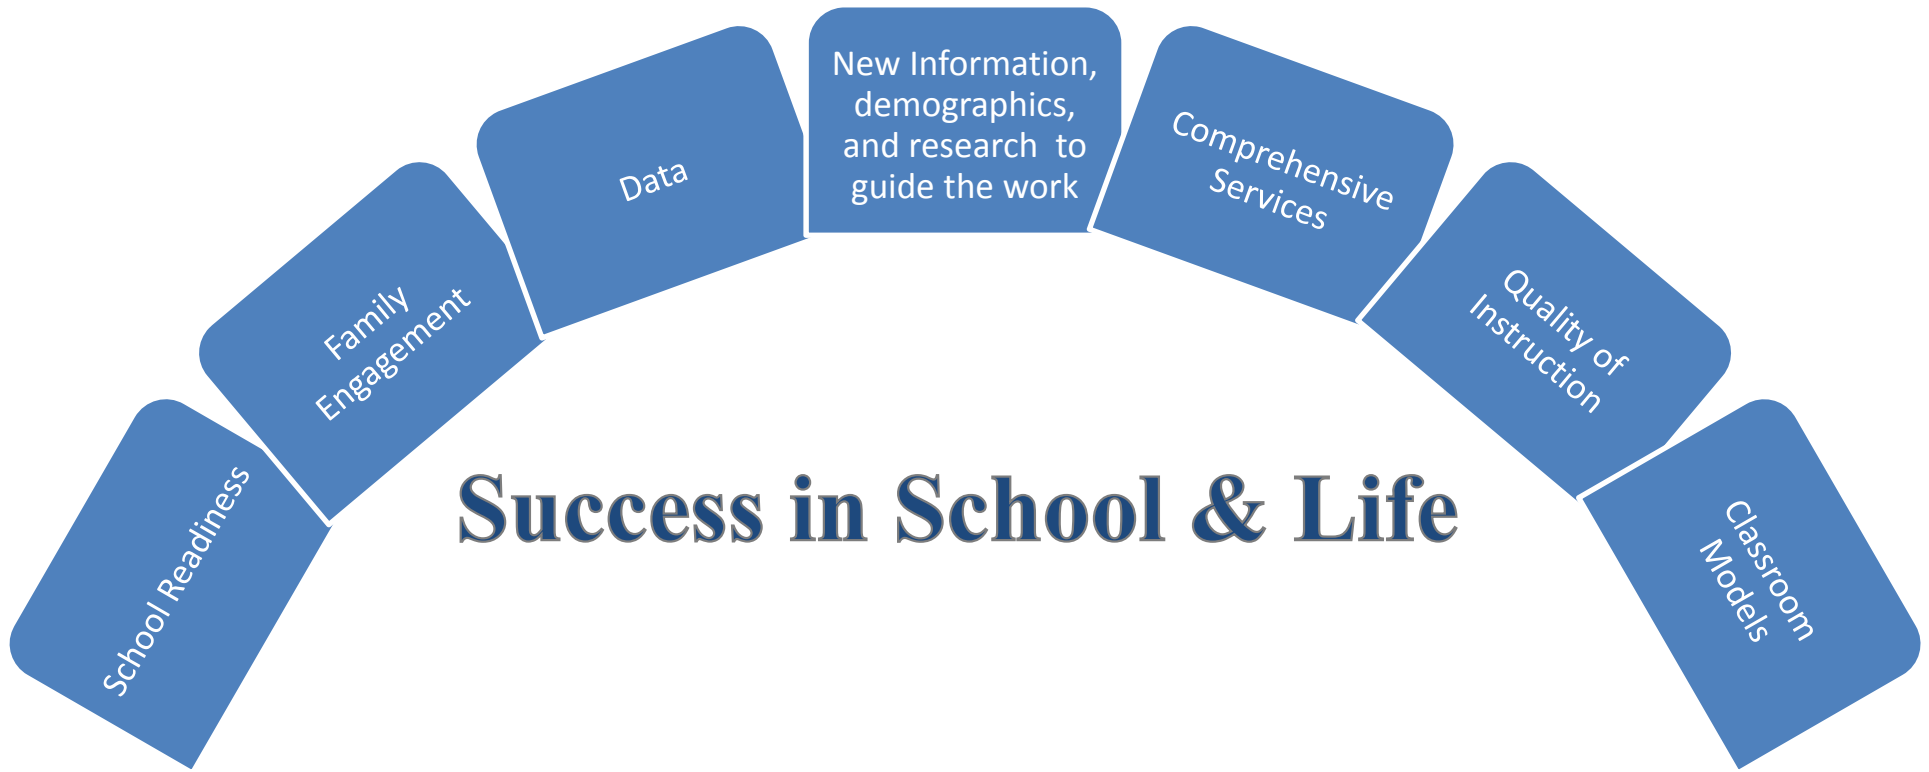 School Readiness
Family
Engagement
Data
New Information,
demographics,
and research  to
guide the work
Comprehensive
Services
Quality of
Instruction
Classroom
Models
Success in School & Life